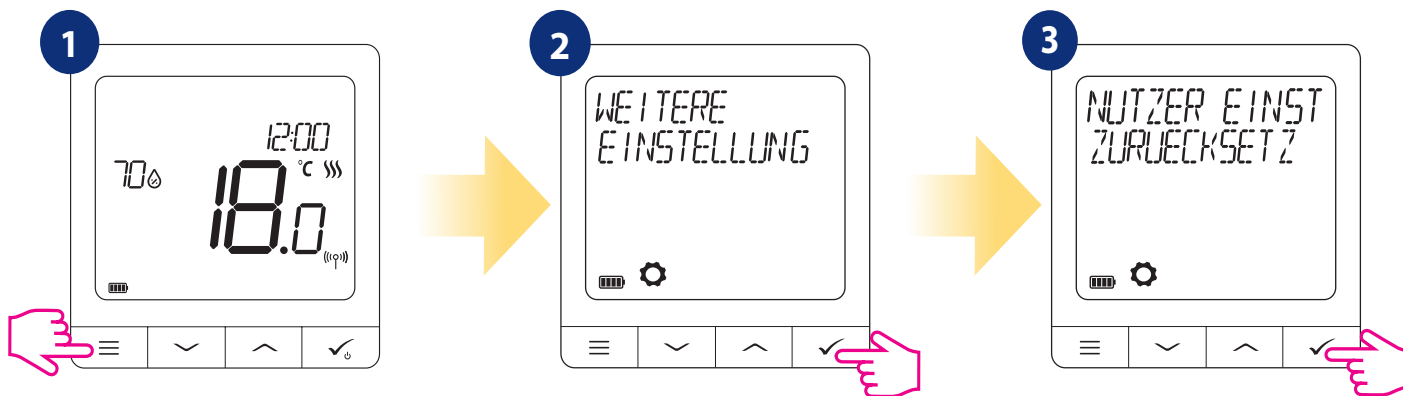 1
12:00
70
°C
18.0
2
WEITERE
EINSTELLUNG
3
NUTZER EINST
ZURUECKSETZ